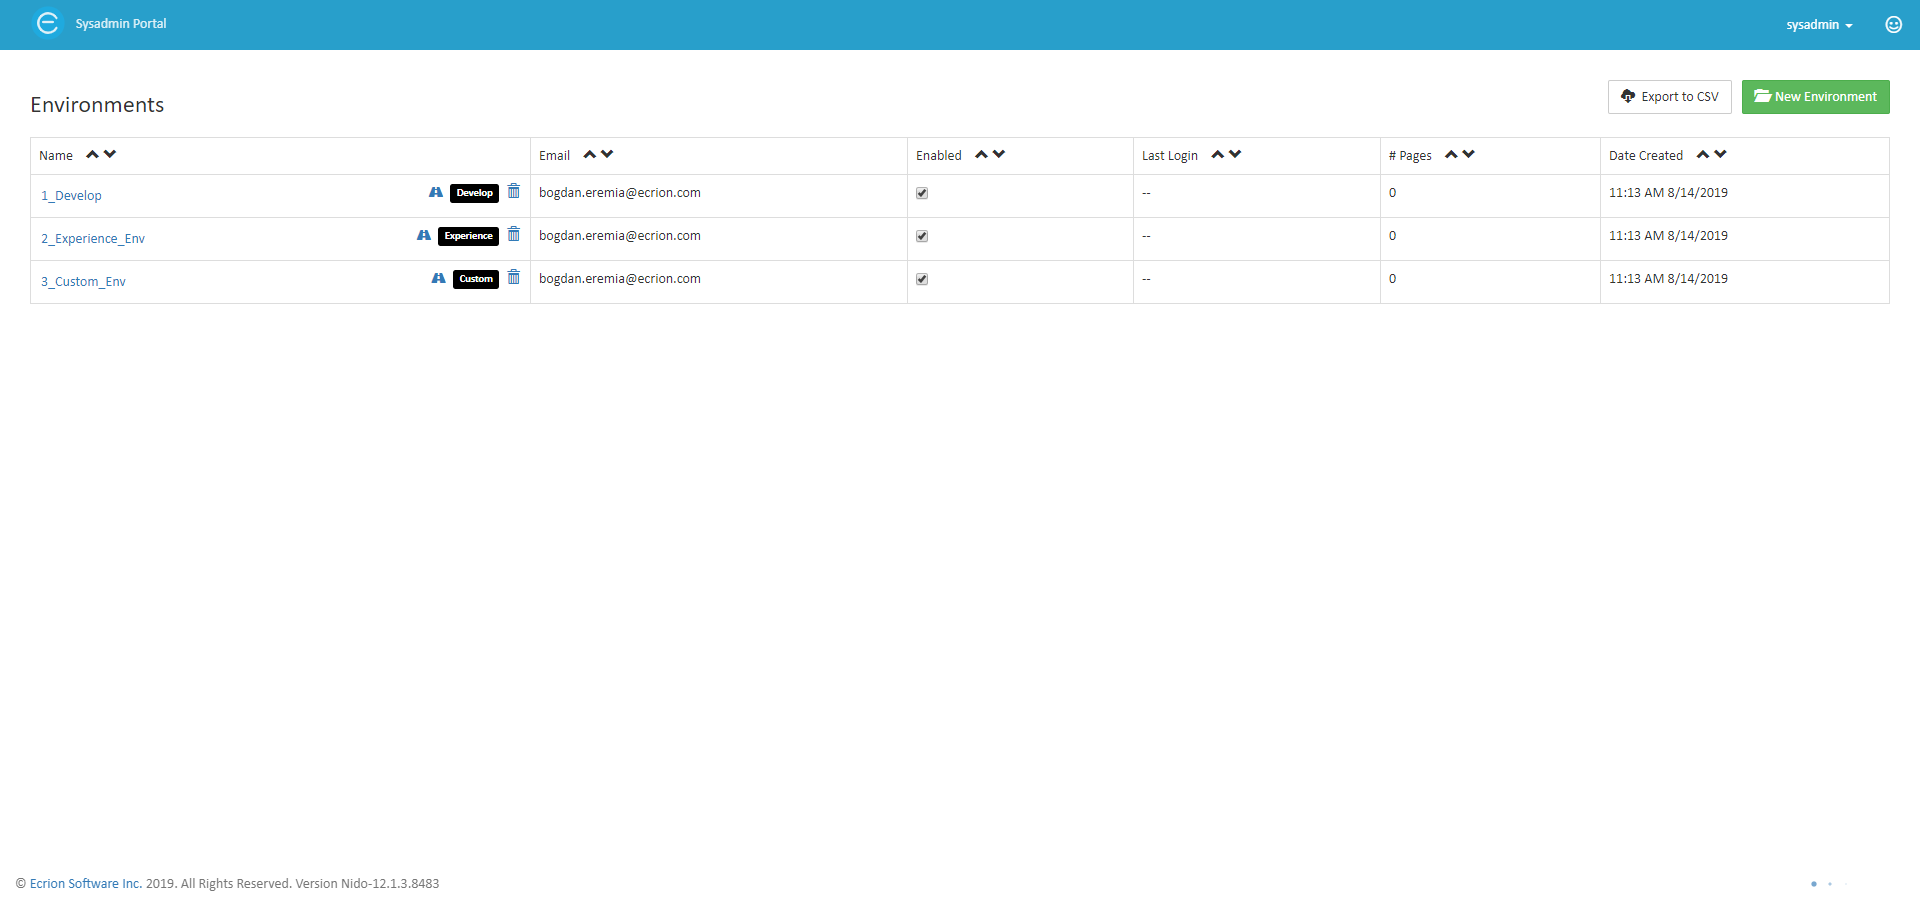 Sysadmin Portal
sysadmin
Environments
Export to CSV
New Environment
Name Email Enabled Last Login # Pages Date Created
1_Develop Develop bogdan.eremia@ecrion.com -- 0 11:13 AM 8/14/2019
2_Experience_Env Experience bogdan.eremia@ecrion.com -- 0 11:13 AM 8/14/2019
3_Custom_Env Custom bogdan.eremia@ecrion.com -- 0 11:13 AM 8/14/2019
© Ecrion Software Inc. 2019. All Rights Reserved. Version Nido-12.1.3.8483